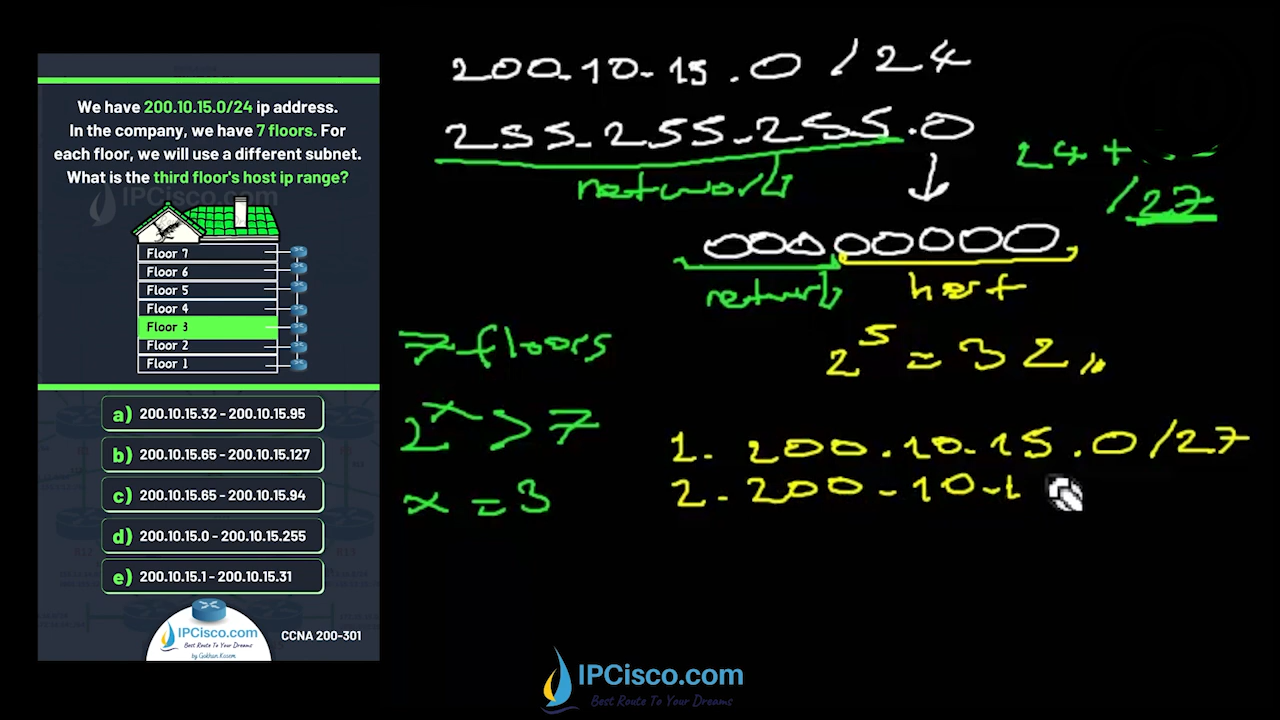 We have 200.10.15.0/24 ip address.
In the company, we have 7 floors. For
each floor, we will use a different subnet.
What is the third floor's host ip range?
IPCisco.com
Floor 7
Floor 6
Floor 5
Floor 4
Floor 3
Floor 2
Floor 1
a) 200.10.15.32 - 200.10.15.95
b) 200.10.15.65 - 200.10.15.127
c) 200.10.15.65 - 200.10.15.94
d) 200.10.15.0 - 200.10.15.255
e) 200.10.15.1 - 200.10.15.31
IPCisco.com
Best Route To Your Dreams
by Gokhan Kosem
CCNA 200-301
200.10.15.0 /24
255.255.255.0
network
24 +
/27
00000000
network
host
7 floors
2^x > 7
x = 3
2^5 = 32
1. 200.10.15.0/27
2. 200.10.1
IPCisco.com
Best Route To Your Dreams